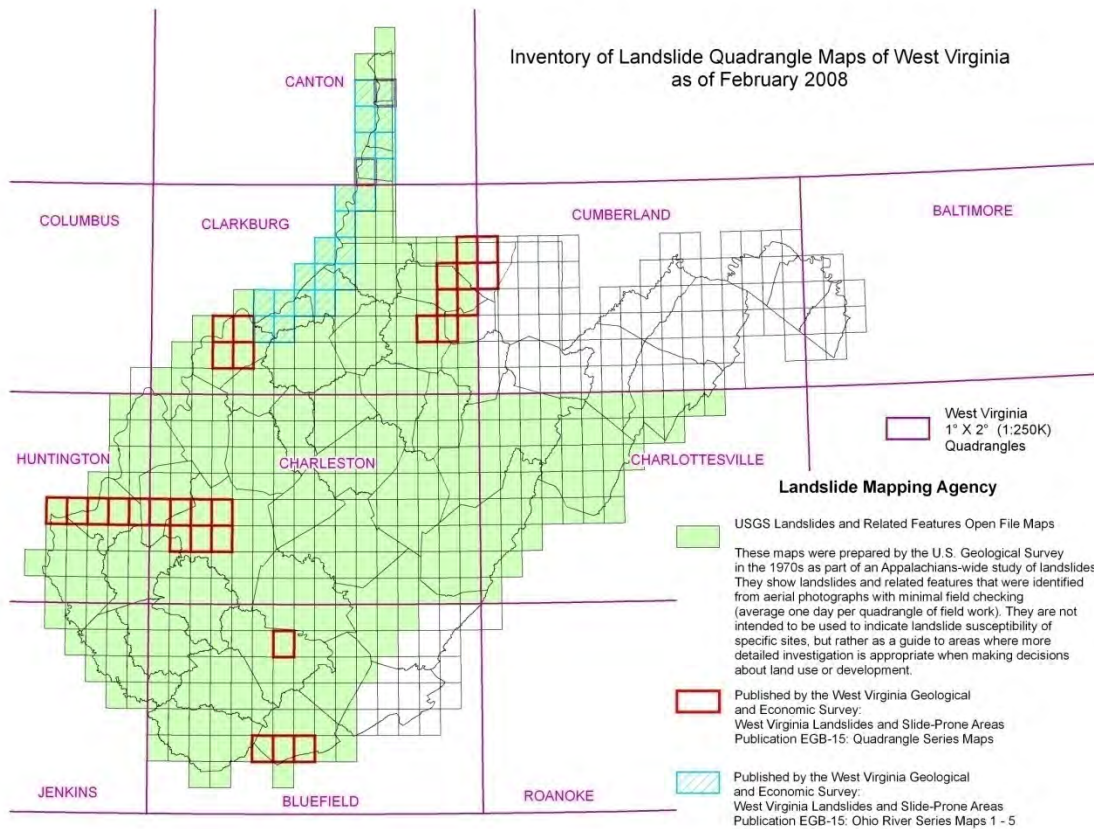 Inventory of Landslide Quadrangle Maps of West Virginia
as of February 2008
CANTON
COLUMBUS
CLARKBURG
CUMBERLAND
BALTIMORE
HUNTINGTON
CHARLESTON
CHARLOTTESVILLE
JENKINS
BLUEFIELD
ROANOKE
West Virginia
1° X 2° (1:250K)
Quadrangles
Landslide Mapping Agency
USGS Landslides and Related Features Open File Maps
These maps were prepared by the U.S. Geological Survey
in the 1970s as part of an Appalachians-wide study of landslides
They show landslides and related features that were identified
from aerial photographs with minimal field checking
(average one day per quadrangle of field work). They are not
intended to be used to indicate landslide susceptibility of
specific sites, but rather as a guide to areas where more
detailed investigation is appropriate when making decisions
about land use or development.
Published by the West Virginia Geological
and Economic Survey:
West Virginia Landslides and Slide-Prone Areas
Publication EGB-15: Quadrangle Series Maps
Published by the West Virginia Geological
and Economic Survey:
West Virginia Landslides and Slide-Prone Areas
Publication EGB-15: Ohio River Series Maps 1 - 5